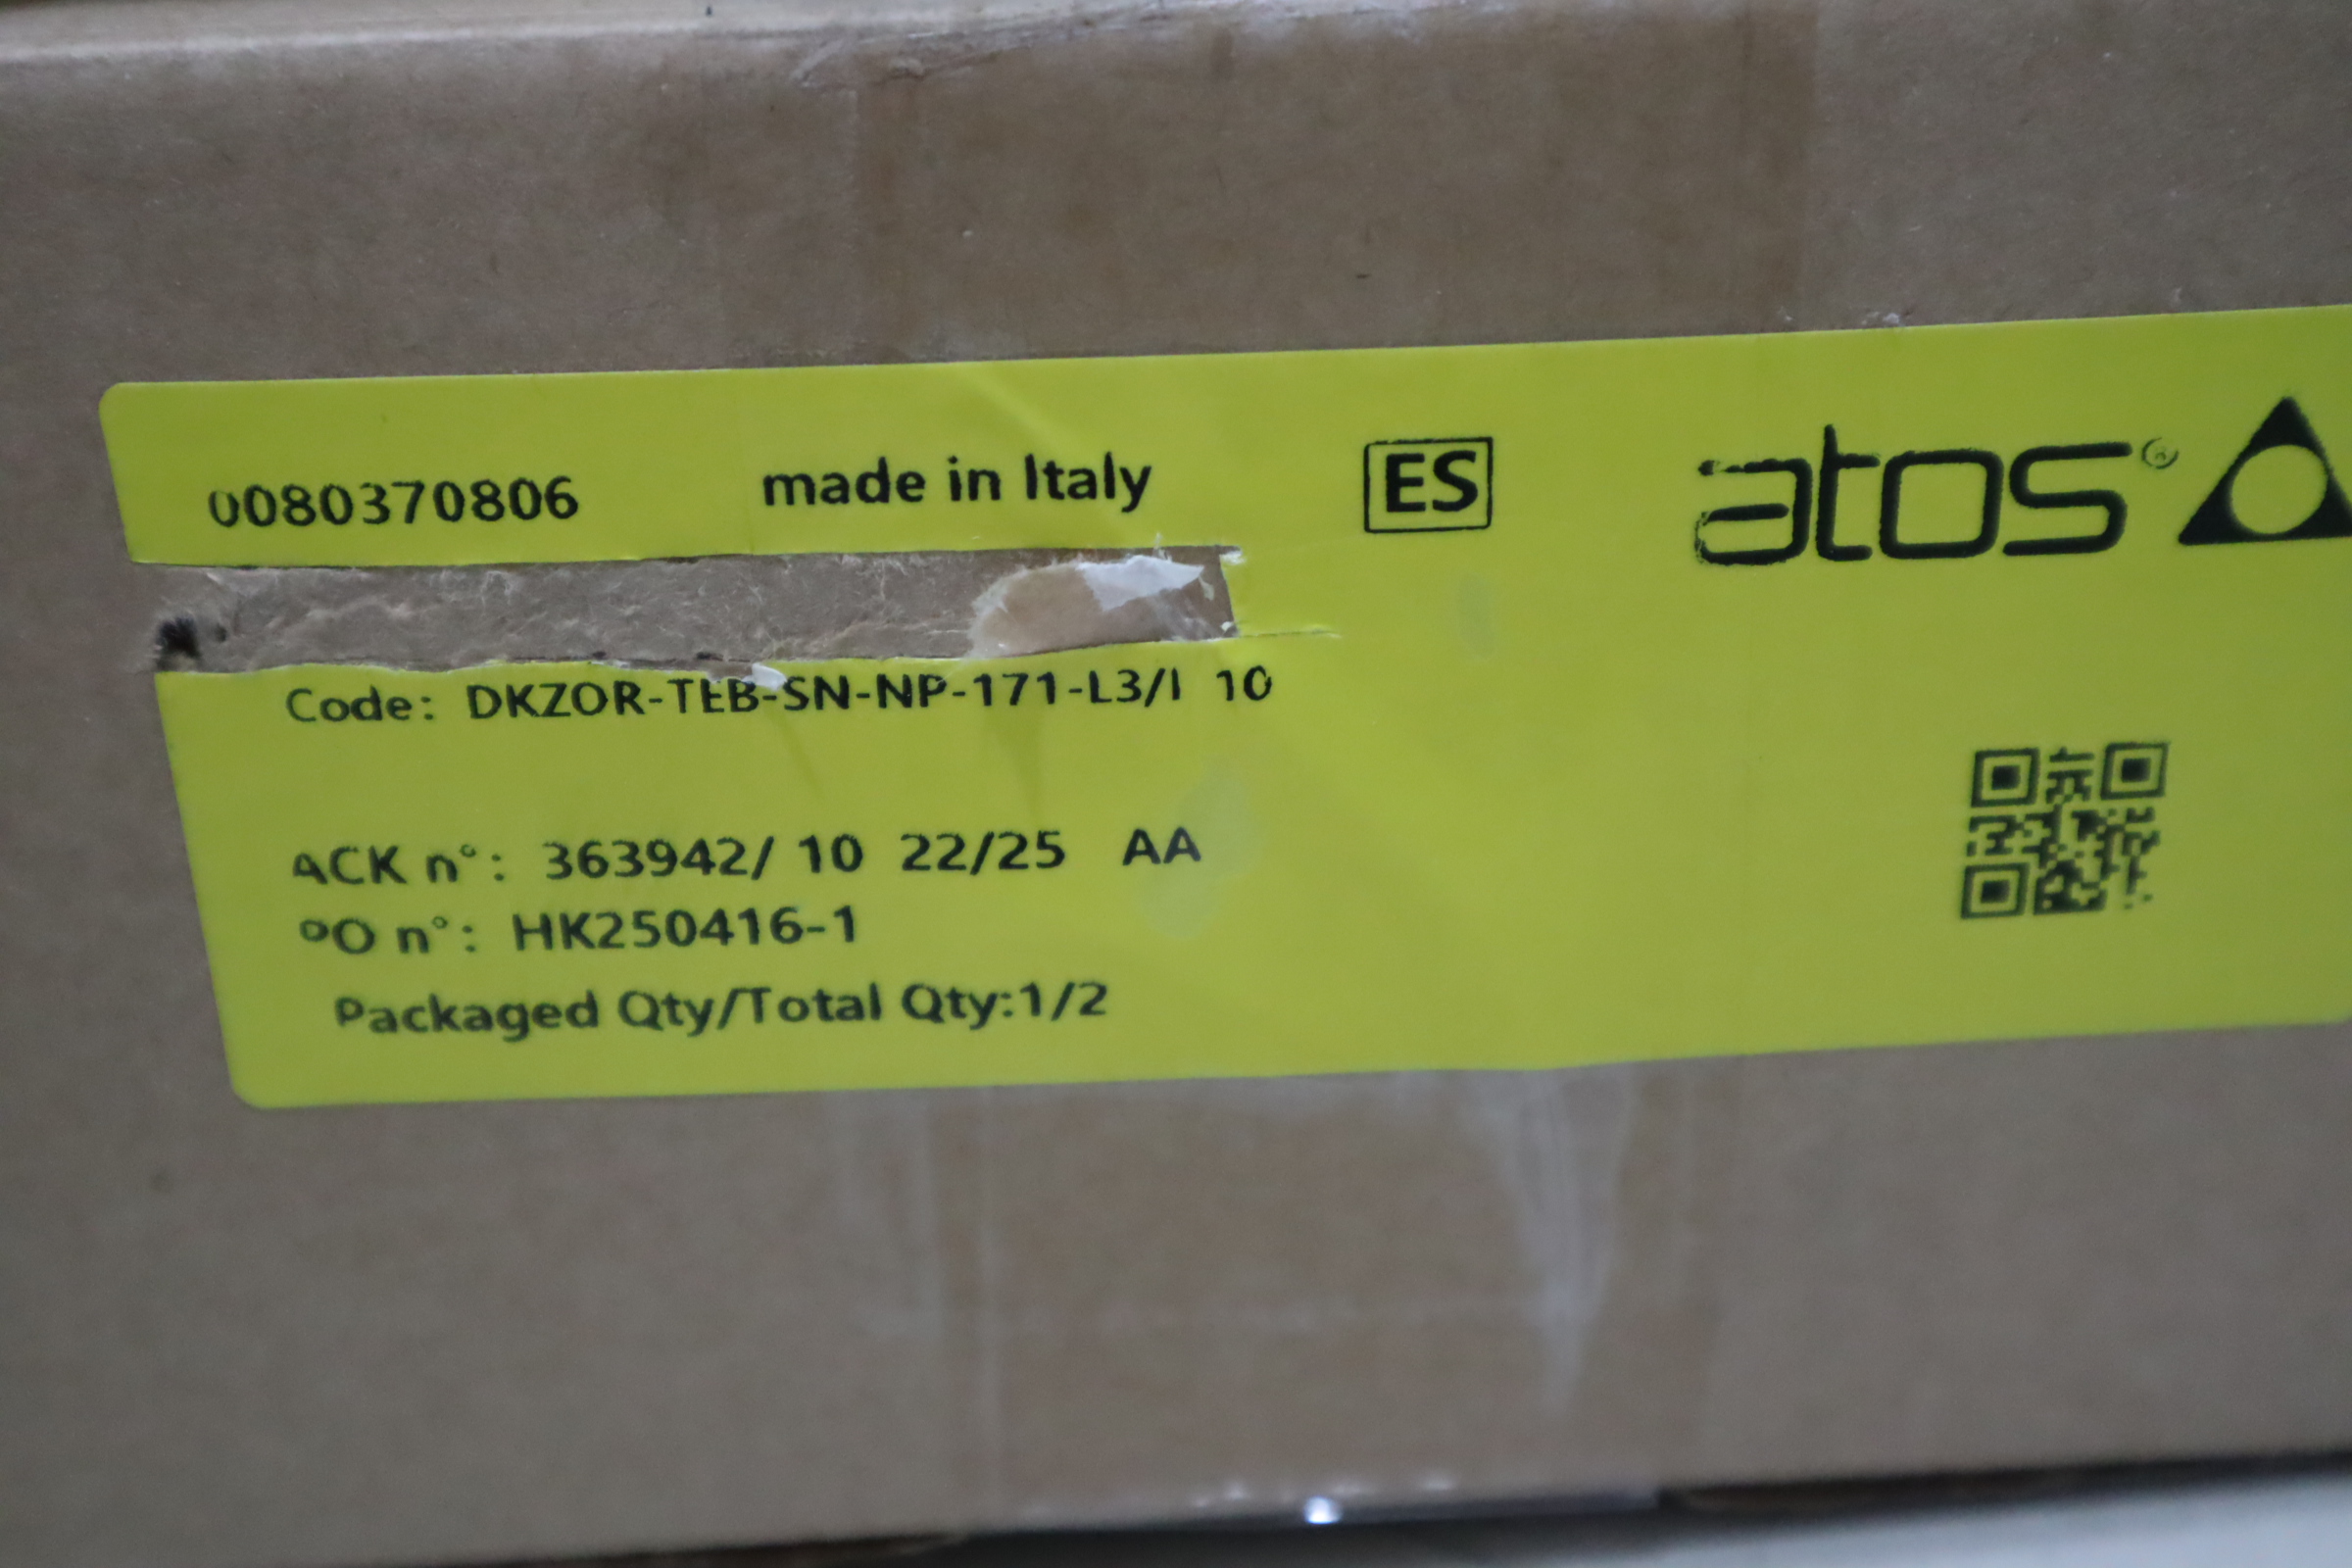 0080370806 made in Italy ES atos®
Code: DKZOR-TEB-SN-NP-171-L3/I 10
ACK n°: 363942/ 10 22/25 AA
PO n°: HK250416-1
Packaged Qty/Total Qty:1/2